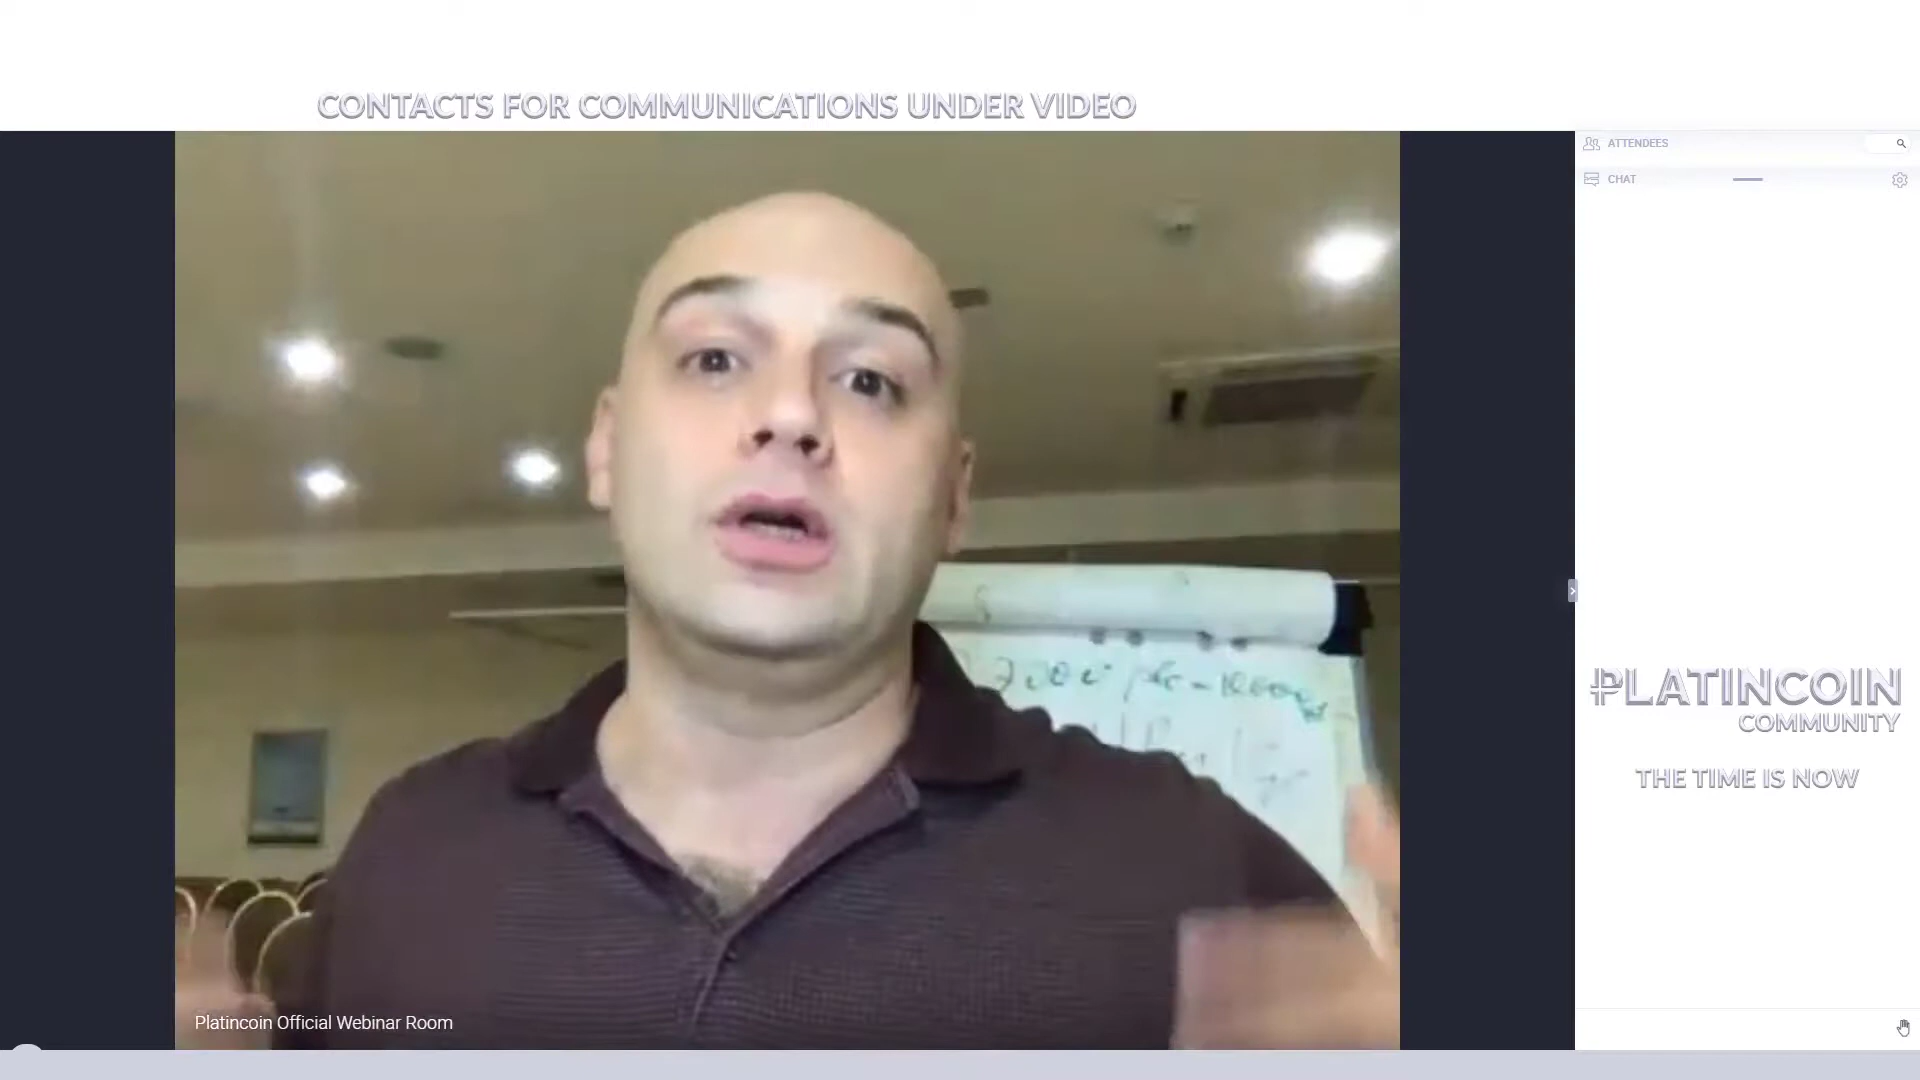 CONTACTS FOR COMMUNICATIONS UNDER VIDEO
ATTENDEES
CHAT
PLATINCOIN
COMMUNITY
THE TIME IS NOW
Platincoin Official Webinar Room